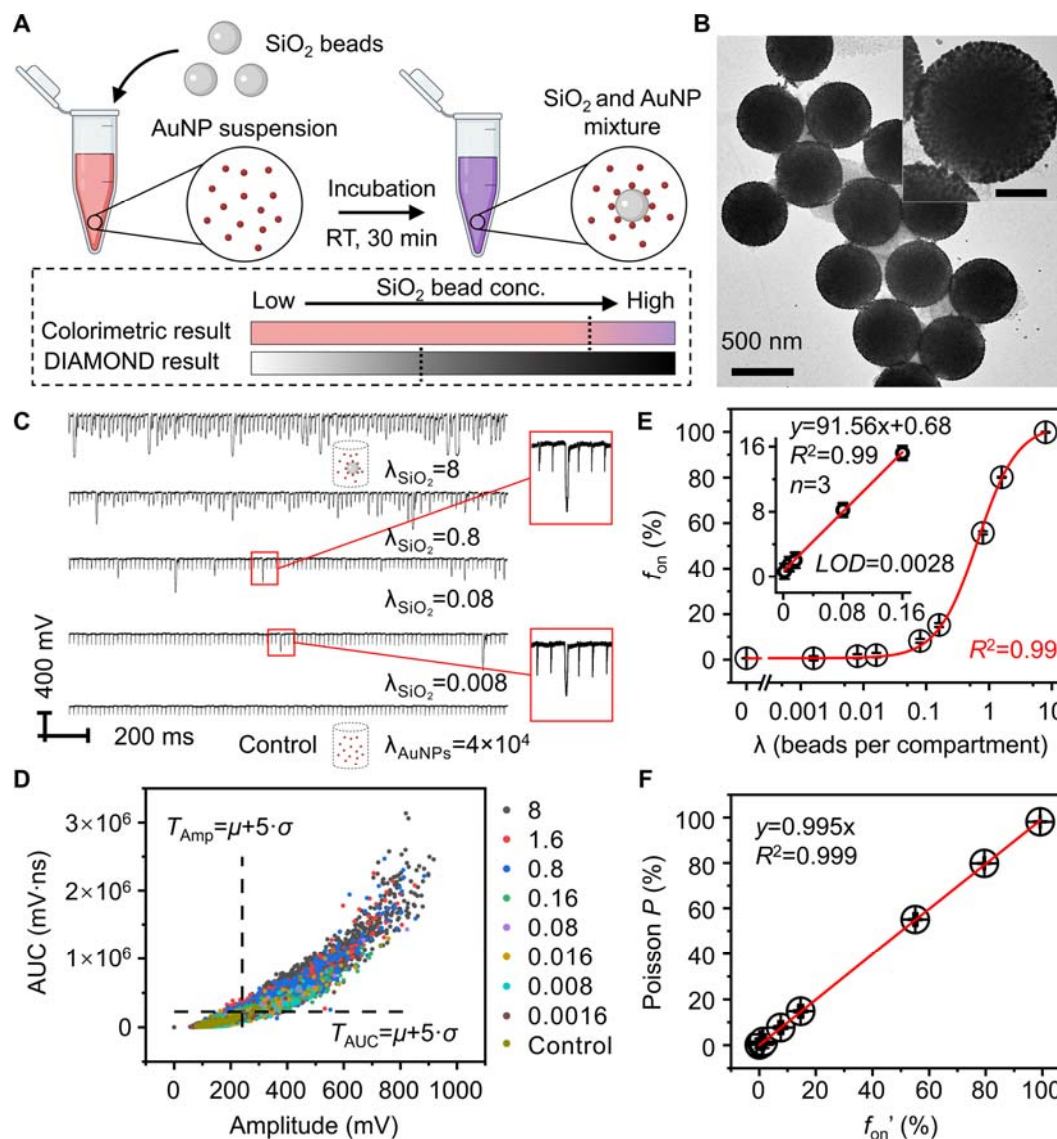 A
SiO2 beads
AuNP suspension
SiO2 and AuNP
mixture
Incubation
RT, 30 min
Low
SiO2 bead conc.
High
Colorimetric result
DIAMOND result
B
500 nm
C
λSiO2=8
λSiO2=0.8
λSiO2=0.08
λSiO2=0.008
400 mV
200 ms
Control
λAuNPs=4×10⁴
D
AUC (mV·ns)
3×10⁶
2×10⁶
1×10⁶
0
TAmp=μ+5·σ
TAUC=μ+5·σ
0 200 400 600 800 1000
Amplitude (mV)
8
1.6
0.8
0.16
0.08
0.016
0.008
0.0016
Control
E
fon (%)
100
80
60
40
20
0
y=91.56x+0.68
R²=0.99
n=3
LOD=0.0028
16
8
0
0 0.08 0.16
R²=0.99
0 0.001 0.01 0.1 1 10
λ (beads per compartment)
F
Poisson P (%)
100
80
60
40
20
0
y=0.995x
R²=0.999
0 20 40 60 80 100
fon' (%)